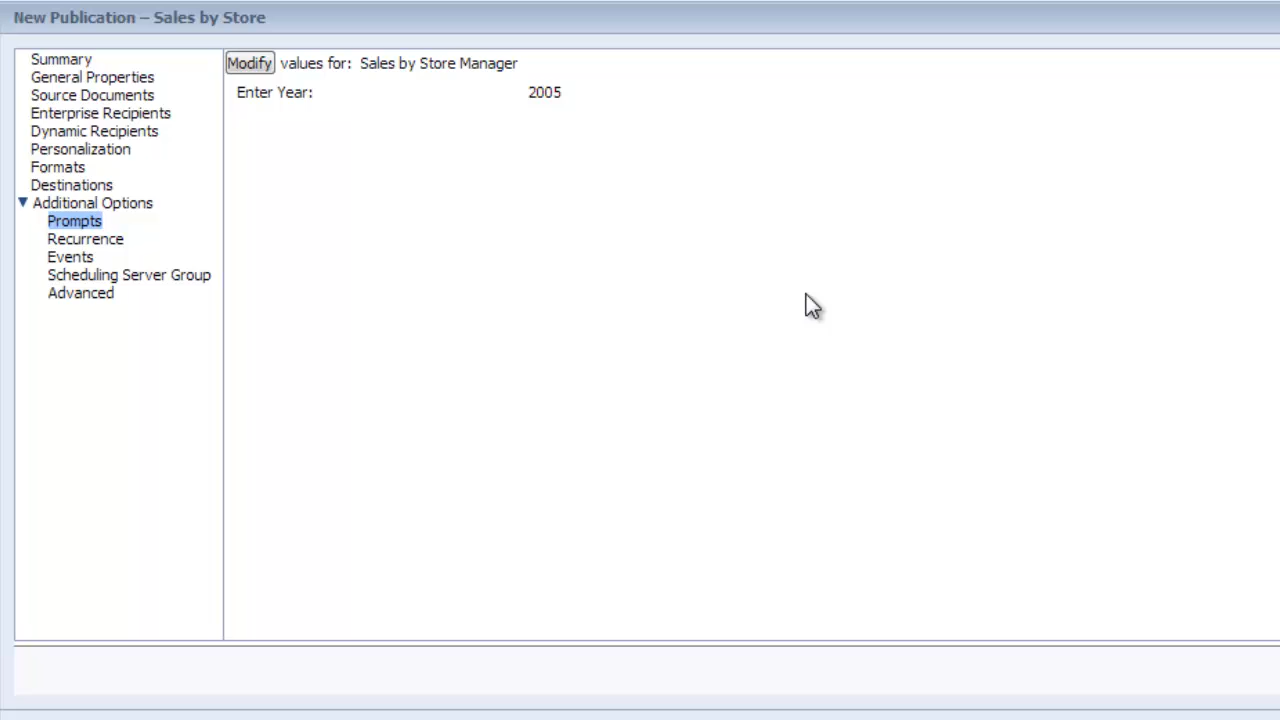 New Publication – Sales by Store
Summary
General Properties
Source Documents
Enterprise Recipients
Dynamic Recipients
Personalization
Formats
Destinations
Additional Options
Prompts
Recurrence
Events
Scheduling Server Group
Advanced
Modify values for: Sales by Store Manager
Enter Year: 2005